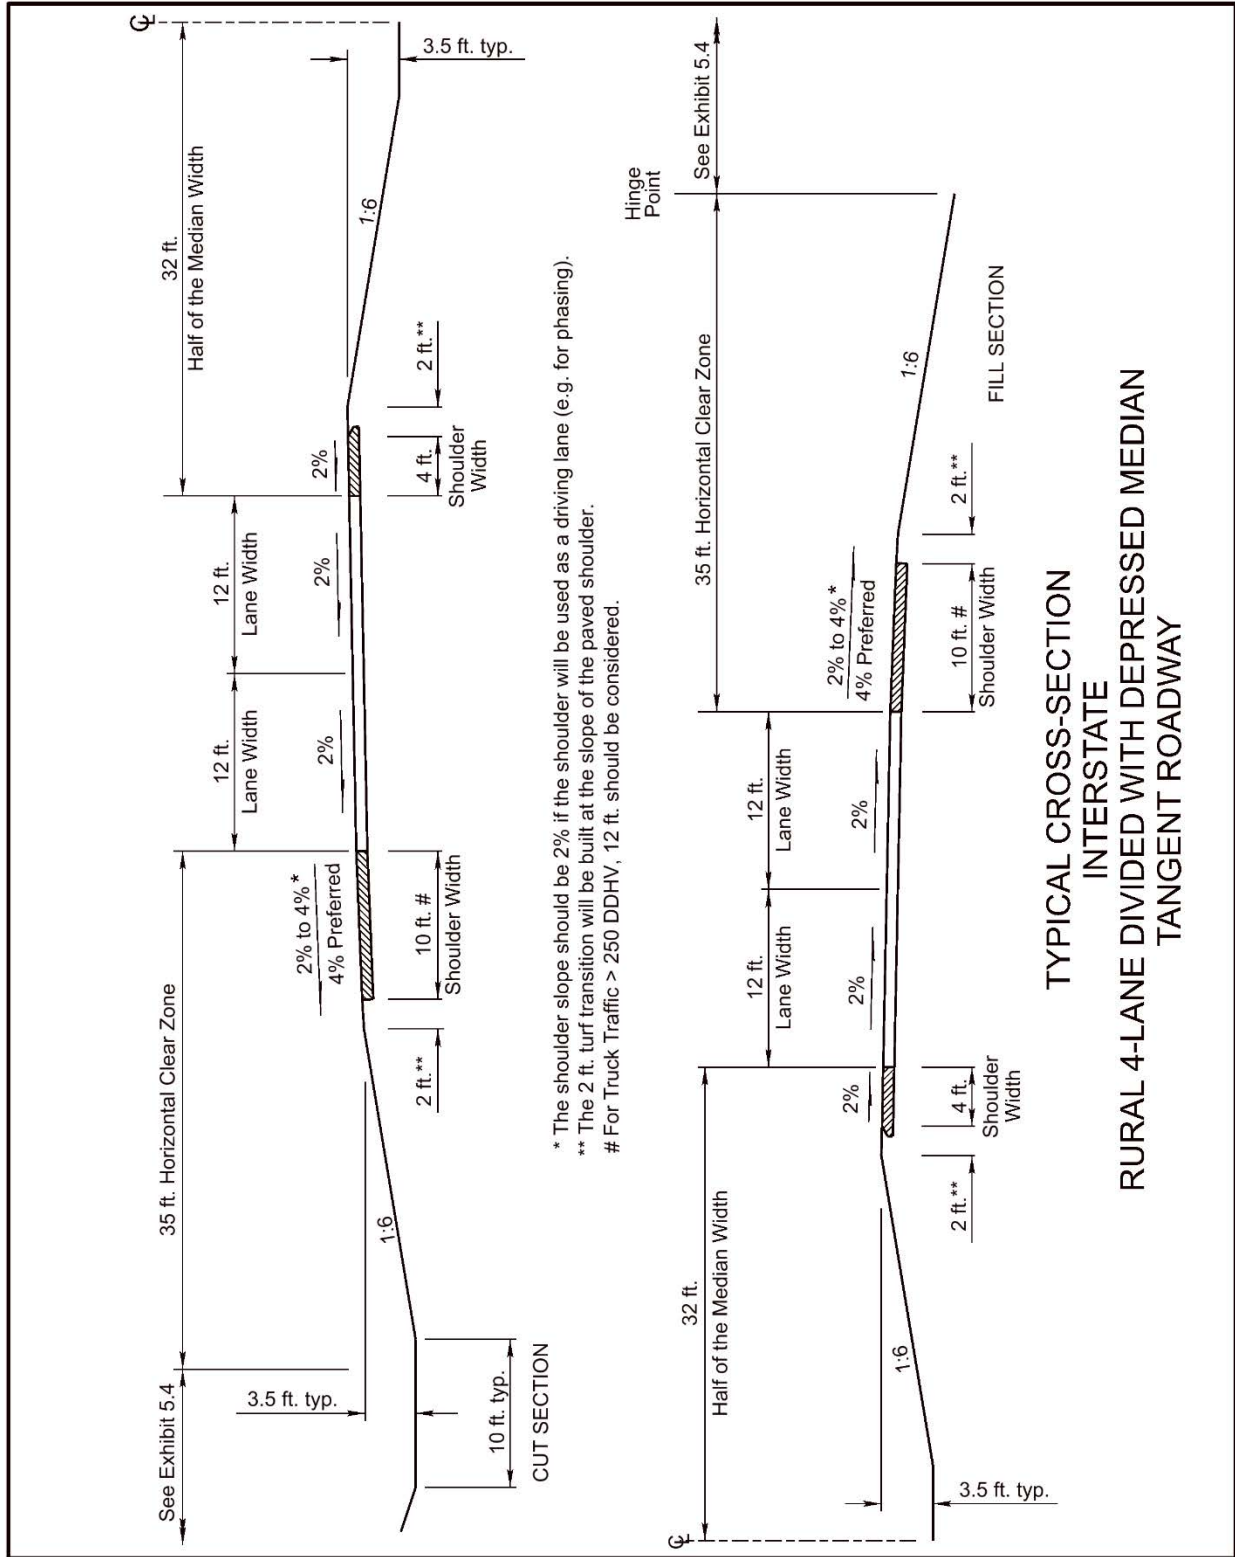 ℄
32 ft.
Half of the Median Width
3.5 ft. typ.
1:6
2 ft.**
4 ft.
Shoulder
Width
2%
12 ft.
Lane Width
2%
12 ft.
Lane Width
2%
35 ft. Horizontal Clear Zone
2% to 4% *
4% Preferred
10 ft. #
Shoulder Width
2 ft.**
1:6
See Exhibit 5.4
3.5 ft. typ.
10 ft. typ.
CUT SECTION
* The shoulder slope should be 2% if the shoulder will be used as a driving lane (e.g. for phasing).
** The 2 ft. turf transition will be built at the slope of the paved shoulder.
# For Truck Traffic > 250 DDHV, 12 ft. should be considered.
℄
32 ft.
Half of the Median Width
3.5 ft. typ.
1:6
2 ft.**
4 ft.
Shoulder
Width
2%
12 ft.
Lane Width
2%
12 ft.
Lane Width
2%
35 ft. Horizontal Clear Zone
2% to 4% *
4% Preferred
10 ft. #
Shoulder Width
2 ft.**
1:6
Hinge
Point
See Exhibit 5.4
FILL SECTION
TYPICAL CROSS-SECTION
INTERSTATE
RURAL 4-LANE DIVIDED WITH DEPRESSED MEDIAN
TANGENT ROADWAY